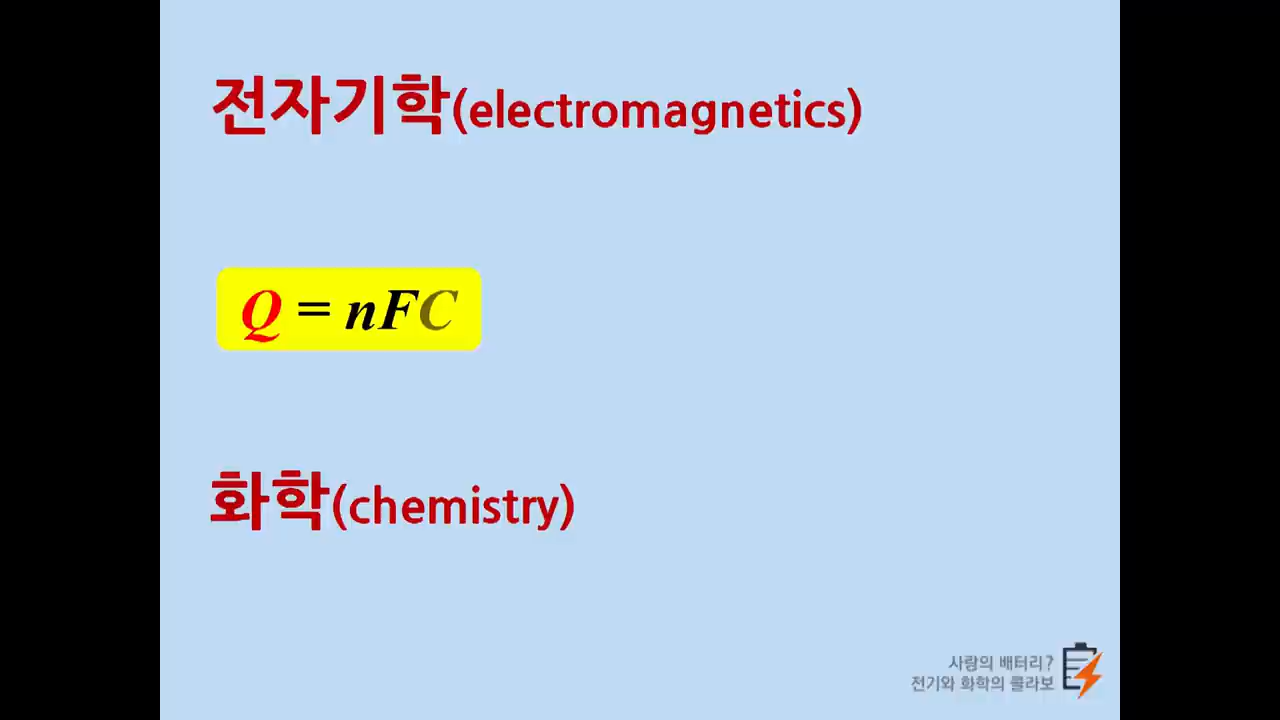 전자기학(electromagnetics)
Q = nFC
화학(chemistry)
사랑의 배터리?
전기와 화학의 콜라보